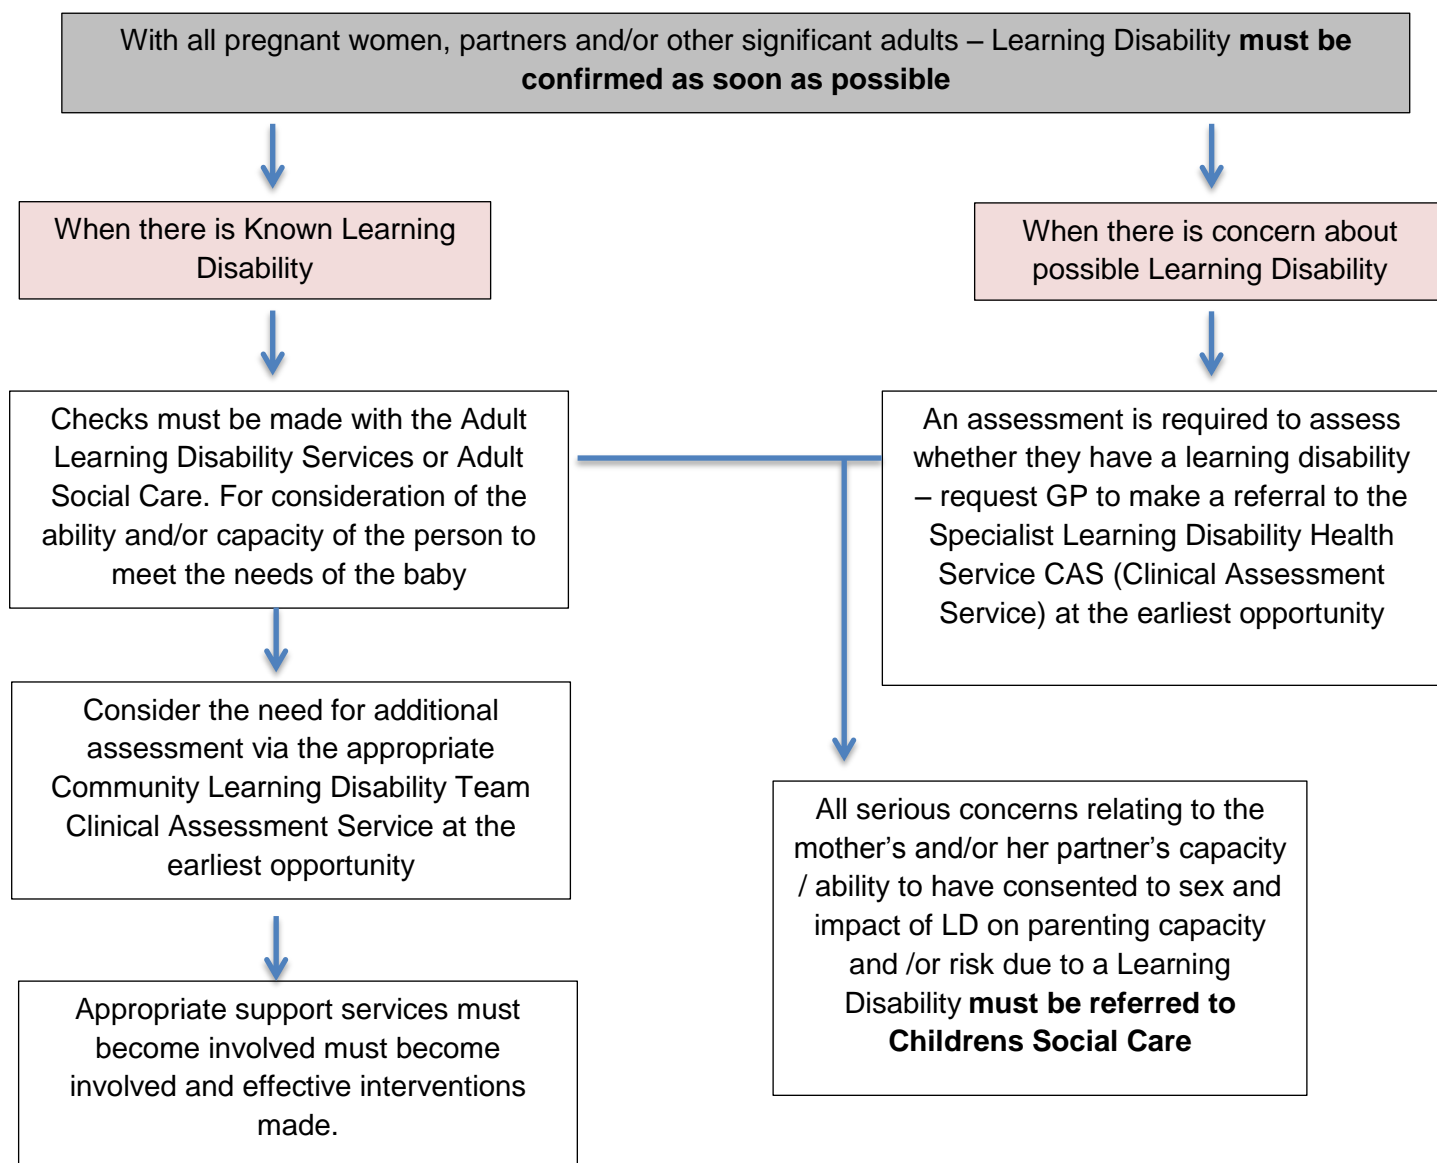 With all pregnant women, partners and/or other significant adults – Learning Disability must be
confirmed as soon as possible
When there is Known Learning
Disability
When there is concern about
possible Learning Disability
Checks must be made with the Adult
Learning Disability Services or Adult
Social Care. For consideration of the
ability and/or capacity of the person to
meet the needs of the baby
An assessment is required to assess
whether they have a learning disability
– request GP to make a referral to the
Specialist Learning Disability Health
Service CAS (Clinical Assessment
Service) at the earliest opportunity
Consider the need for additional
assessment via the appropriate
Community Learning Disability Team
Clinical Assessment Service at the
earliest opportunity
All serious concerns relating to the
mother’s and/or her partner’s capacity
/ ability to have consented to sex and
impact of LD on parenting capacity
and /or risk due to a Learning
Disability must be referred to
Childrens Social Care
Appropriate support services must
become involved must become
involved and effective interventions
made.